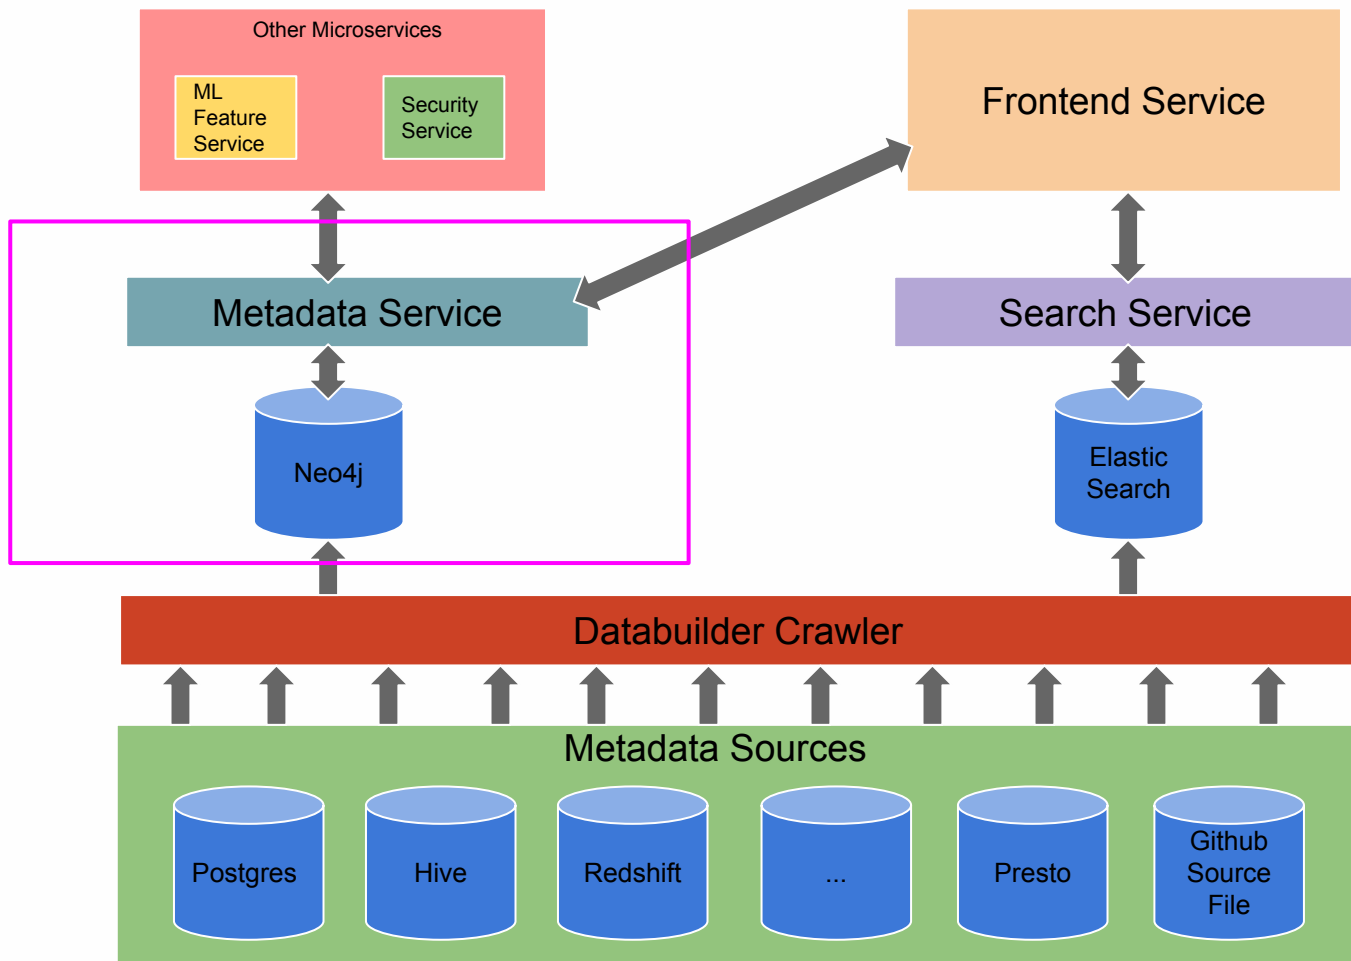 Other Microservices
ML
Feature
Service
Security
Service
Frontend Service
Metadata Service
Search Service
Neo4j
Elastic
Search
Databuilder Crawler
Metadata Sources
Postgres
Hive
Redshift
...
Presto
Github
Source
File